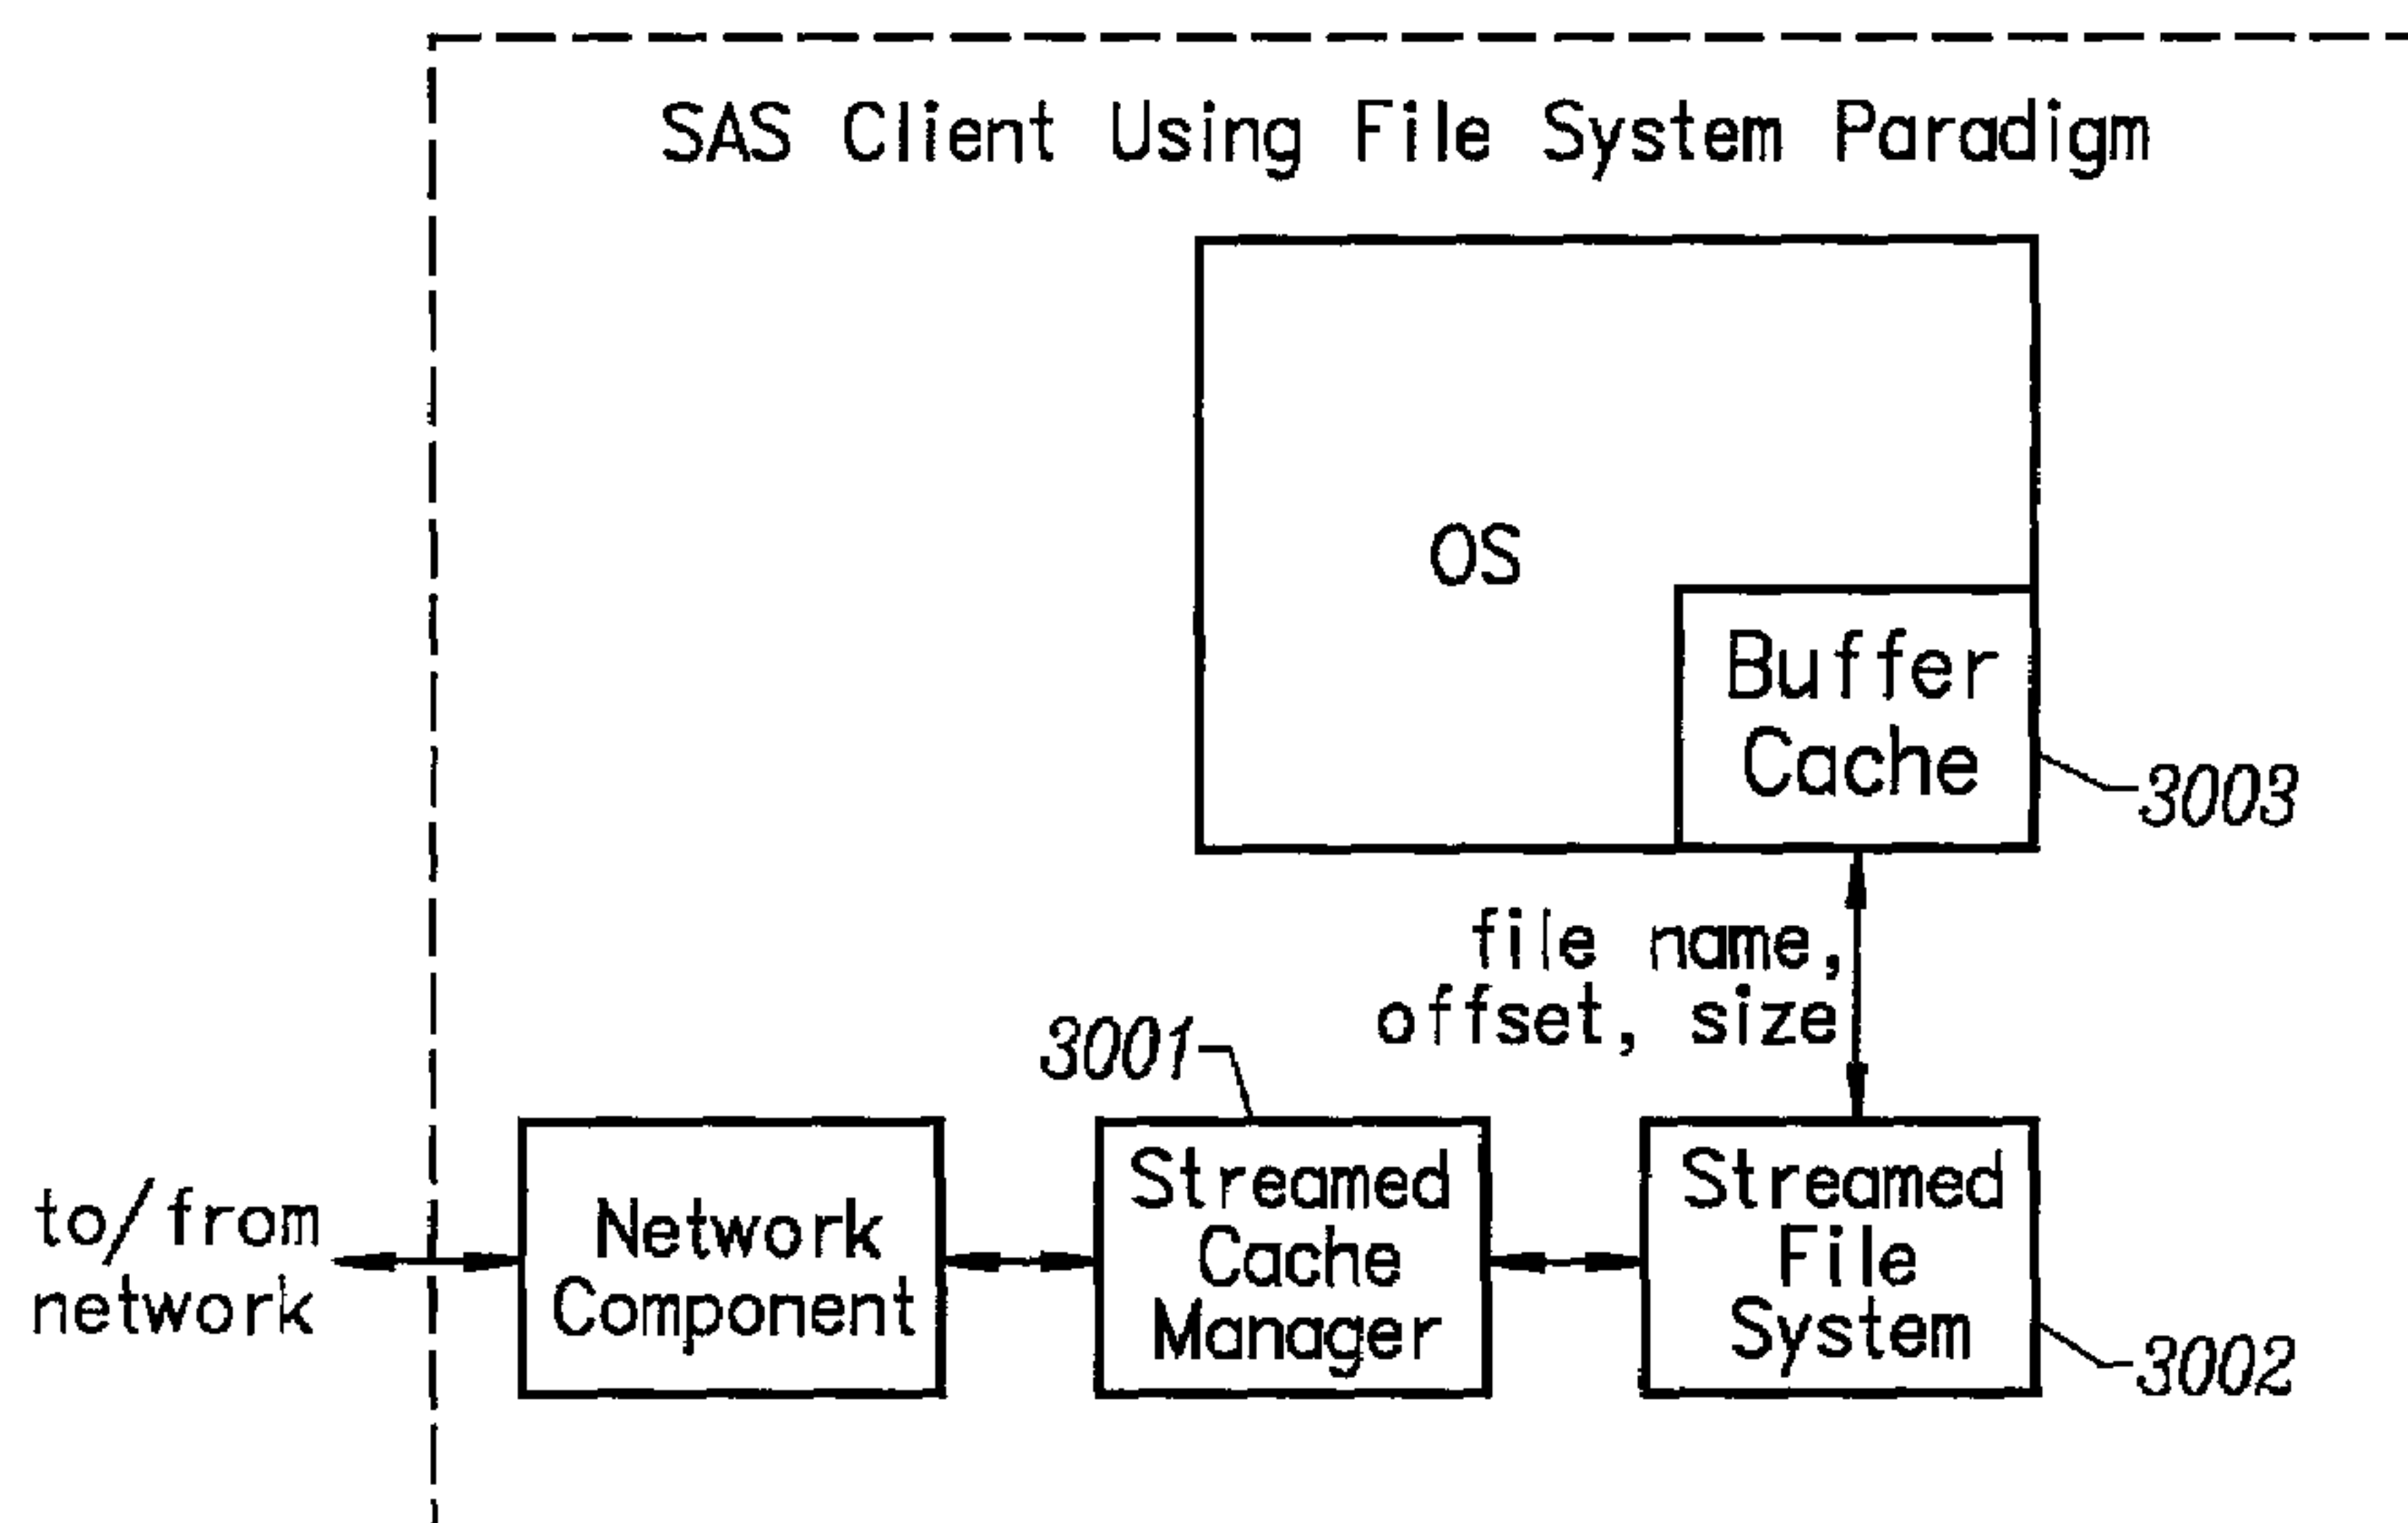 SAS Client Using File System Paradigm
OS
Buffer
Cache
3003
file name,
offset, size
3001
to/from
network
Network
Component
Streamed
Cache
Manager
Streamed
File
System
3002